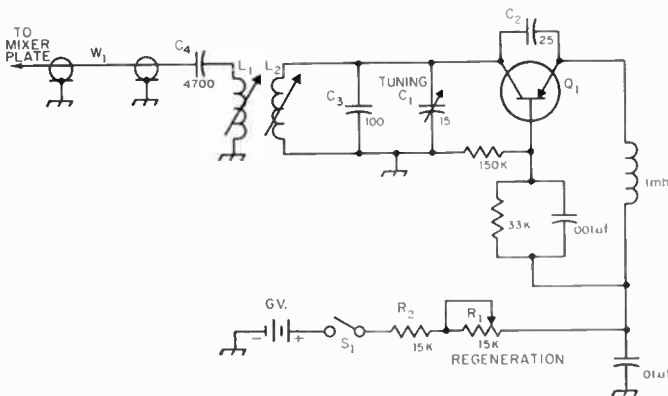 TO
MIXER
PLATE
W1
C4
4700
L1
L2
C3
100
TUNING
C1
15
C2
25
Q1
150K
33K
.001uf
1mh
6V.
- +
S1
R2
15K
R1
15K
REGENERATION
.01uf